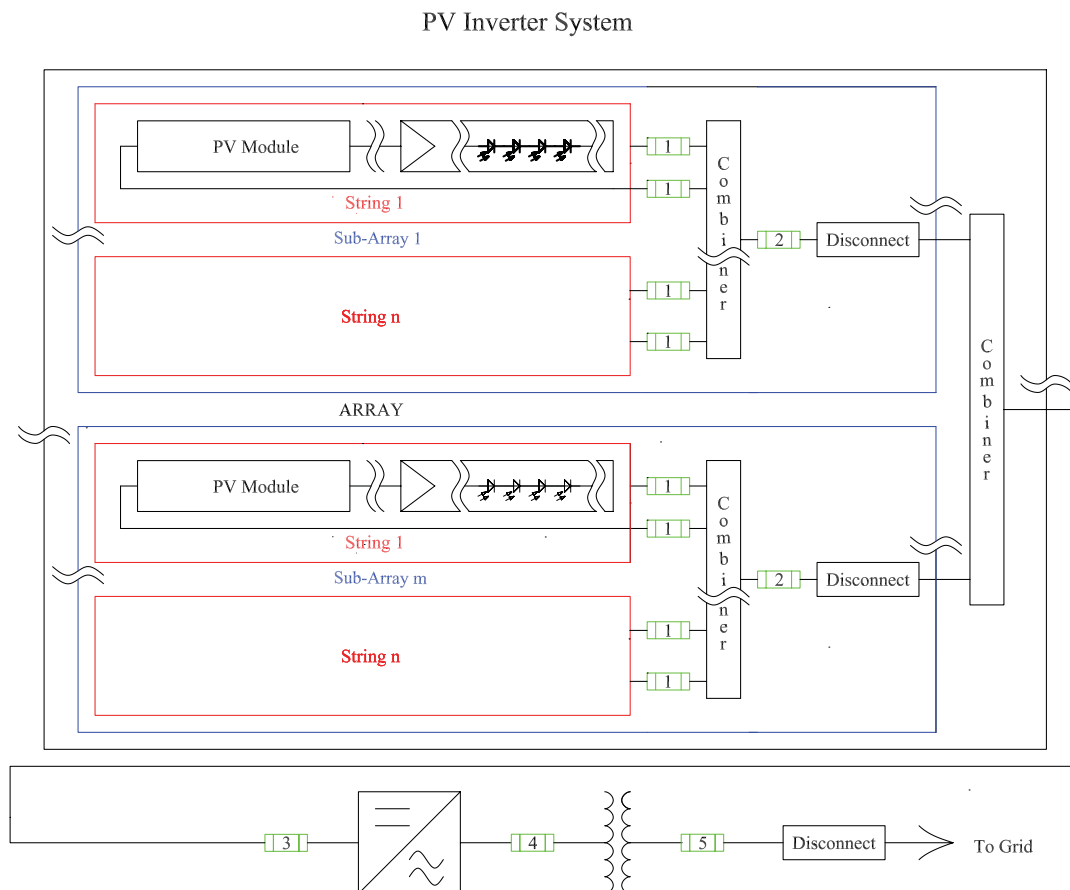 PV Inverter System
PV Module
1
1
String 1
Sub-Array 1
Combiner
2
Disconnect
String n
1
1
Combiner
ARRAY
PV Module
1
1
String 1
Sub-Array m
Combiner
2
Disconnect
String n
1
1
3
4
5
Disconnect
To Grid